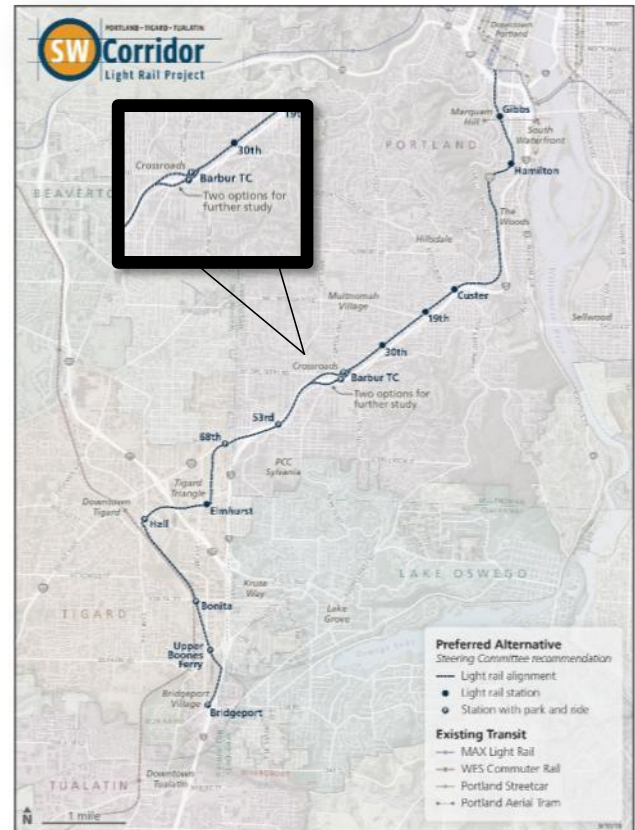 PORTLAND • TIGARD • TUALATIN
SW Corridor
Light Rail Project
Downtown
Portland
Marquam
Hill
Gibbs
South
Waterfront
PORTLAND
Hamilton
19t
30th
Crossroads
Barbur TC
Two options for
further study
BEAVERTO
The
Woods
Hillsdale
Custer
Multnomah
Village
19th
Sellwood
30th
Crossroads
Barbur TC
Two options for
further study
53rd
68th
PCC
Sylvania
Tigard
Triangle
Elmhurst
Downtown
Tigard
Hall
LAKE OSWEGO
Kruse
Way
Bonita
Lake
Grove
TIGARD
Upper
Boones
Ferry
Bridgeport
Village
Bridgeport
Downtown
Tualatin
TUALATIN
N
1 mile
Preferred Alternative
Steering Committee recommendation
Light rail alignment
Light rail station
Station with park and ride
Existing Transit
MAX Light Rail
WES Commuter Rail
Portland Streetcar
Portland Aerial Tram